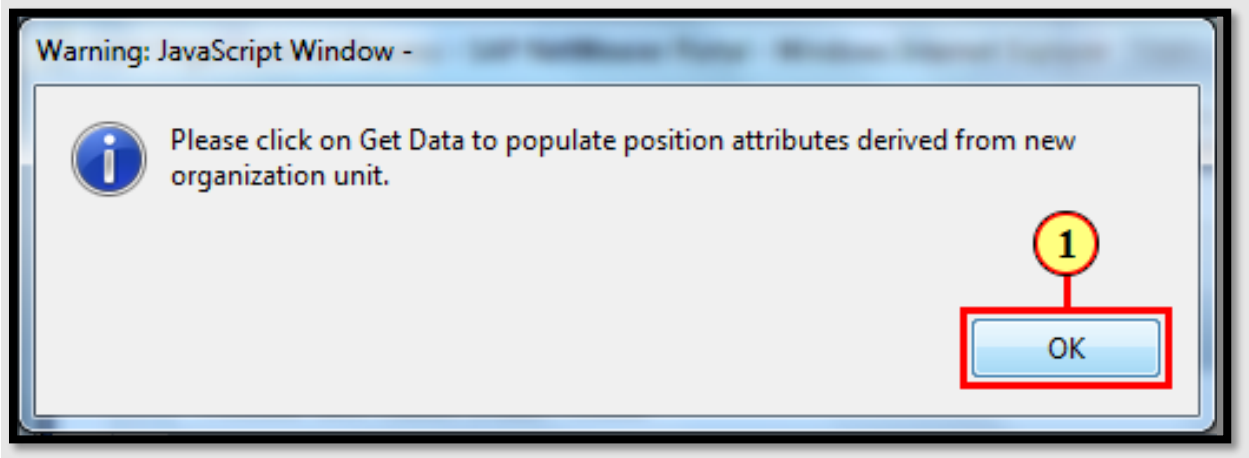 Warning: JavaScript Window -
Please click on Get Data to populate position attributes derived from new
organization unit.
1
OK